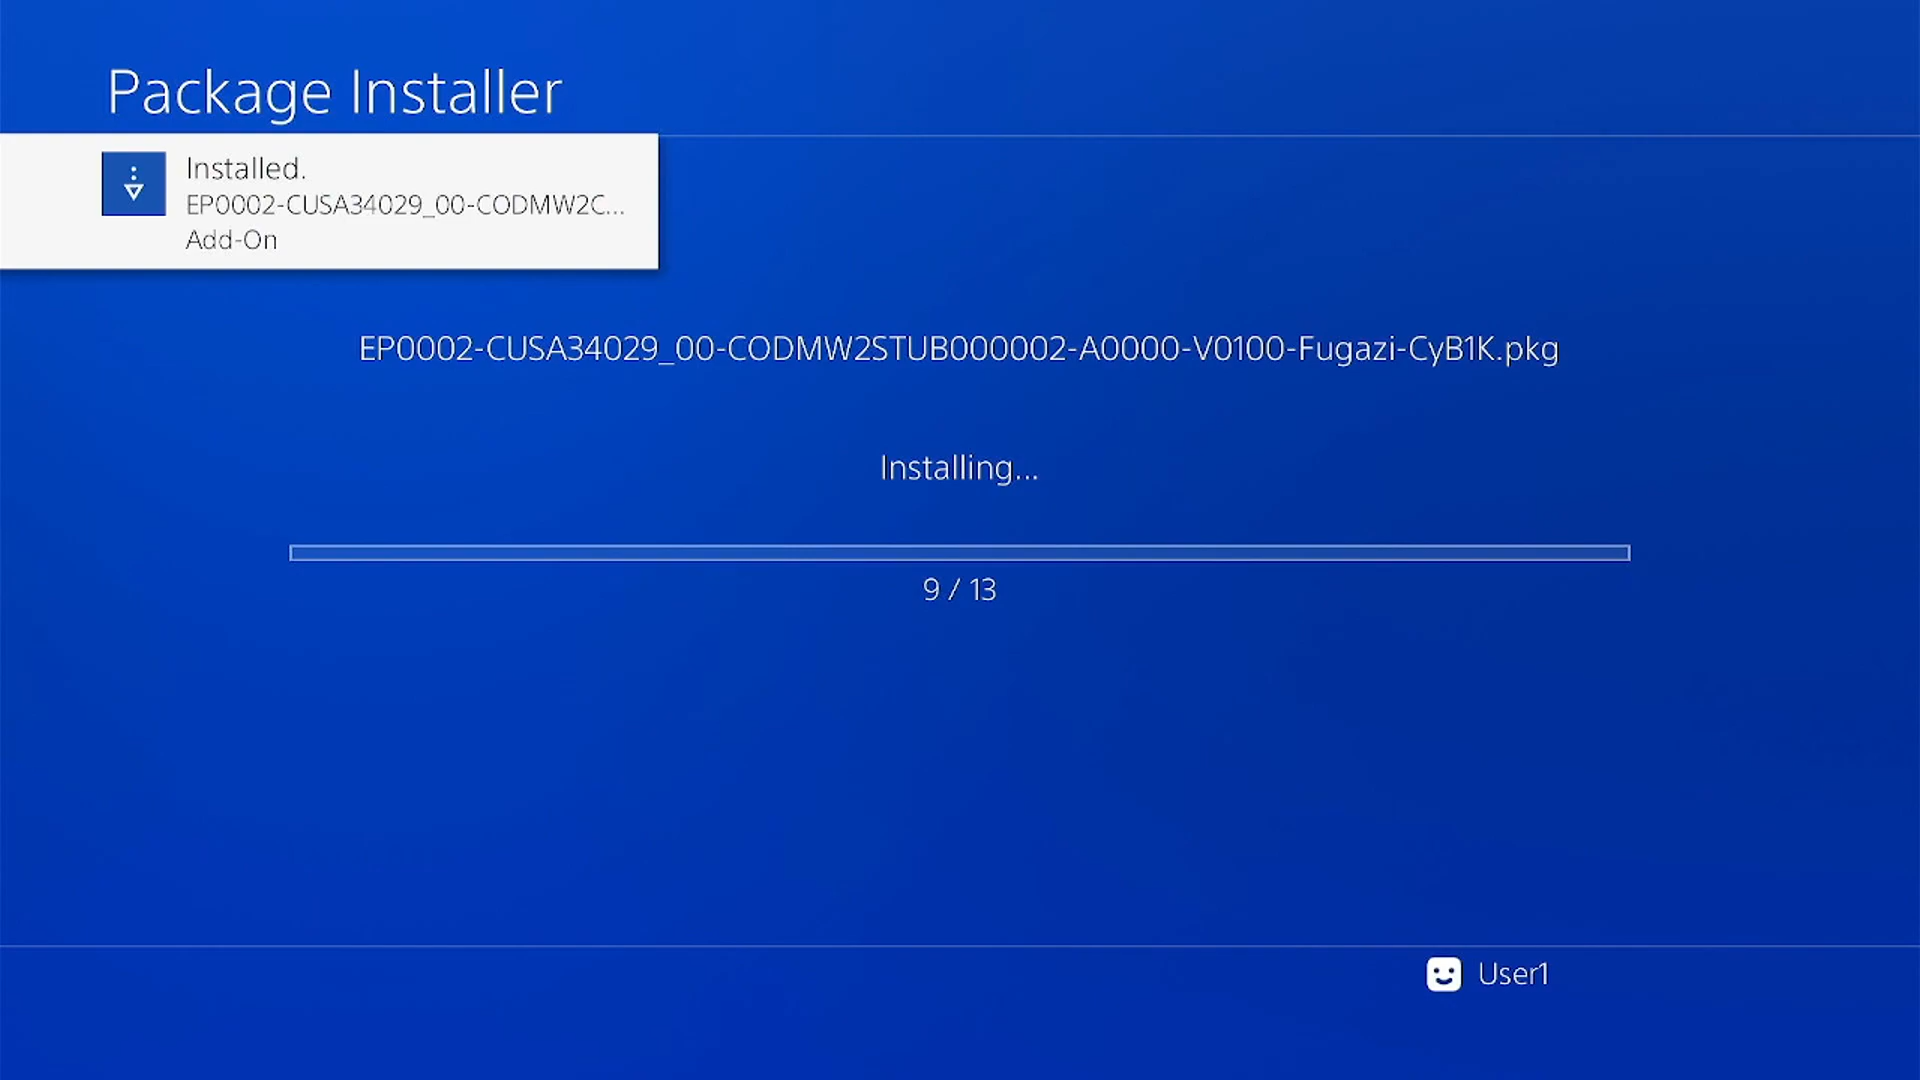 Package Installer
Installed.
EP0002-CUSA34029_00-CODMW2C...
Add-On
EP0002-CUSA34029_00-CODMW2STUB000002-A0000-V0100-Fugazi-CyB1K.pkg
Installing...
9 / 13
User1